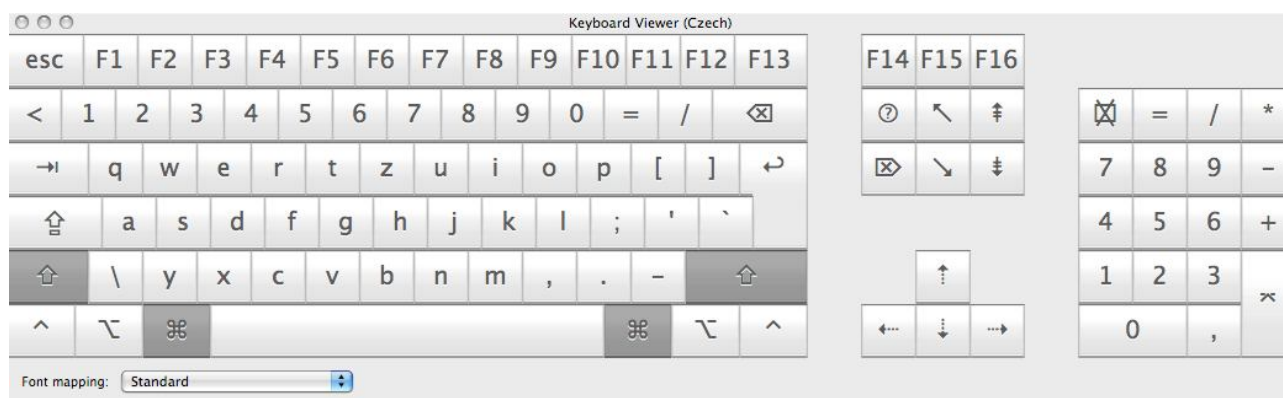 Keyboard Viewer (Czech)
esc F1 F2 F3 F4 F5 F6 F7 F8 F9 F10 F11 F12 F13 F14 F15 F16
< 1 2 3 4 5 6 7 8 9 0 = / ⌫ ? ↖ ⇞ ⌧ = / *
⇥ q w e r t z u i o p [ ] ↩ ⌦ ↘ ⇟ 7 8 9 -
⇪ a s d f g h j k l ; ' ` 4 5 6 +
⇧ \ y x c v b n m , . - ⇧ ⇡ 1 2 3 ⌤
^ ⌥ ⌘ ⌘ ⌥ ^ ⇠ ⇣ ⇢ 0 ,
Font mapping: Standard